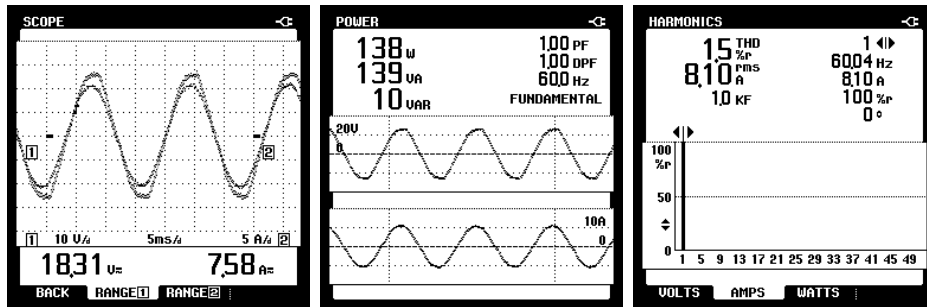 SCOPE
1
2
1 10 V/d 5ms/d 5 A/d 2
18,31 V≂ 7,58 A≂
BACK RANGE1 RANGE2
POWER
138 W 1,00 PF
139 VA 1,00 DPF
10 VAR 60,0 Hz
FUNDAMENTAL
20V
0
10A
0
HARMONICS
1,5 THD %r 1
8,10 rms A 60,04 Hz
8,10 A
1,0 KF 100 %r
0 °
100
%r
50
0
1 5 9 13 17 21 25 29 33 37 41 45 49
VOLTS AMPS WATTS